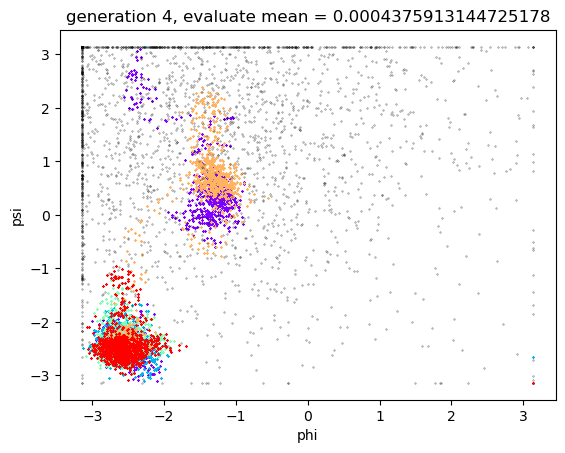 generation 4, evaluate mean = 0.0004375913144725178
3
2
1
0
−1
−2
−3
psi
−3 −2 −1 0 1 2 3
phi